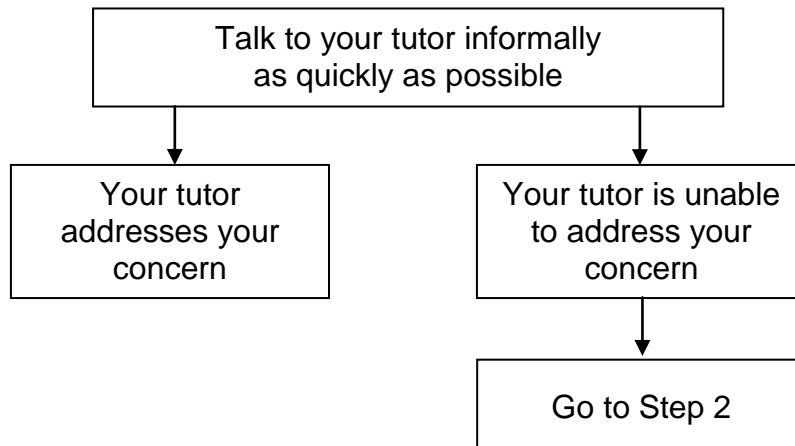 Talk to your tutor informally
as quickly as possible
Your tutor
addresses your
concern
Your tutor is unable
to address your
concern
Go to Step 2